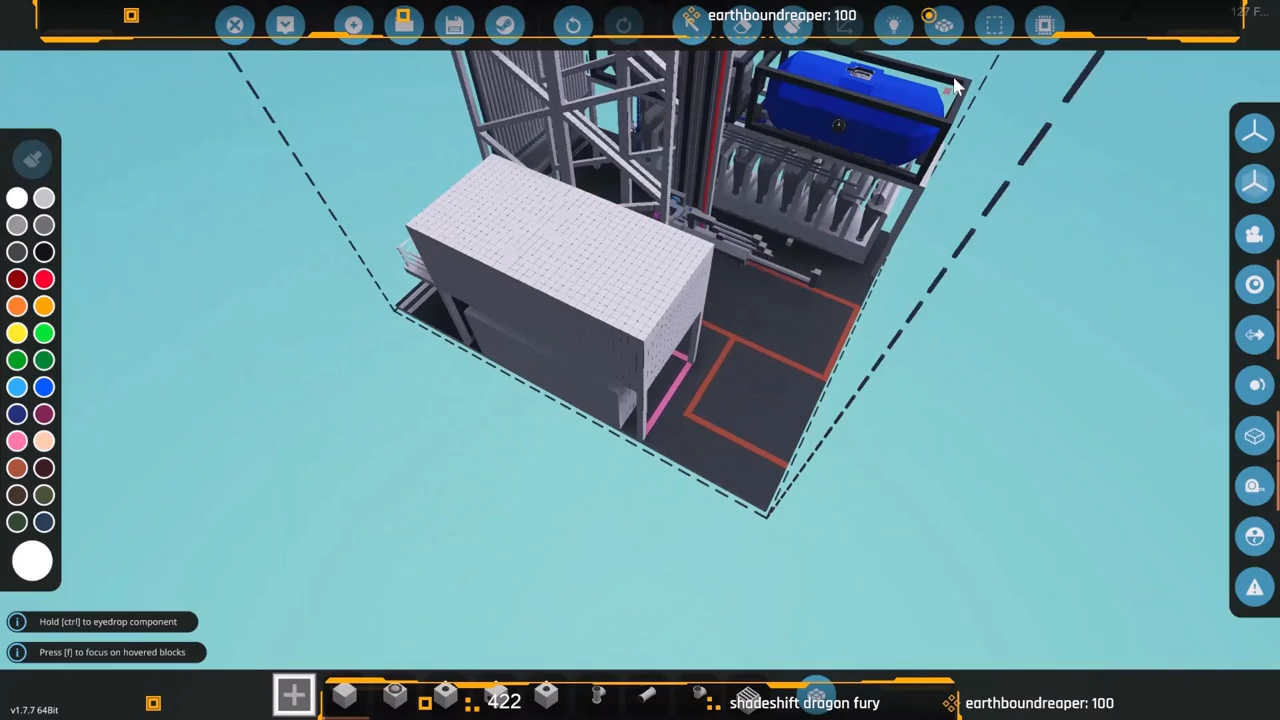 earthboundreaper: 100
127 F...
Hold [ctrl] to eyedrop component
Press [f] to focus on hovered blocks
v1.7.7 64Bit
422
shadeshift dragon fury
earthboundreaper: 100